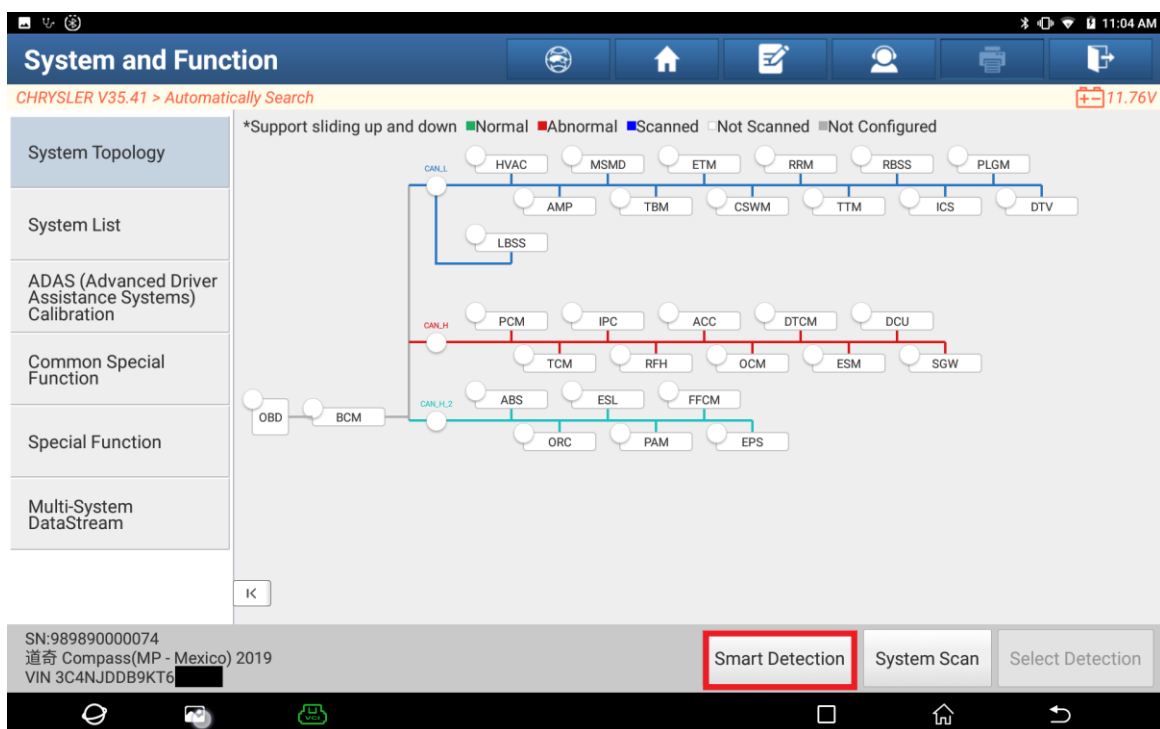 11:04 AM
System and Function
CHRYSLER V35.41 > Automatically Search
11.76V
System Topology
System List
ADAS (Advanced Driver
Assistance Systems)
Calibration
Common Special
Function
Special Function
Multi-System
DataStream
*Support sliding up and down Normal Abnormal Scanned Not Scanned Not Configured
CAN_L
HVAC MSMD ETM RRM RBSS PLGM
AMP TBM CSWM TTM ICS DTV
LBSS
CAN_H
PCM IPC ACC DTCM DCU
TCM RFH OCM ESM SGW
CAN_H_2
ABS ESL FFCM
OBD BCM
ORC PAM EPS
SN:989890000074
道奇 Compass(MP - Mexico) 2019
VIN 3C4NJDDB9KT6
Smart Detection System Scan Select Detection
VCI